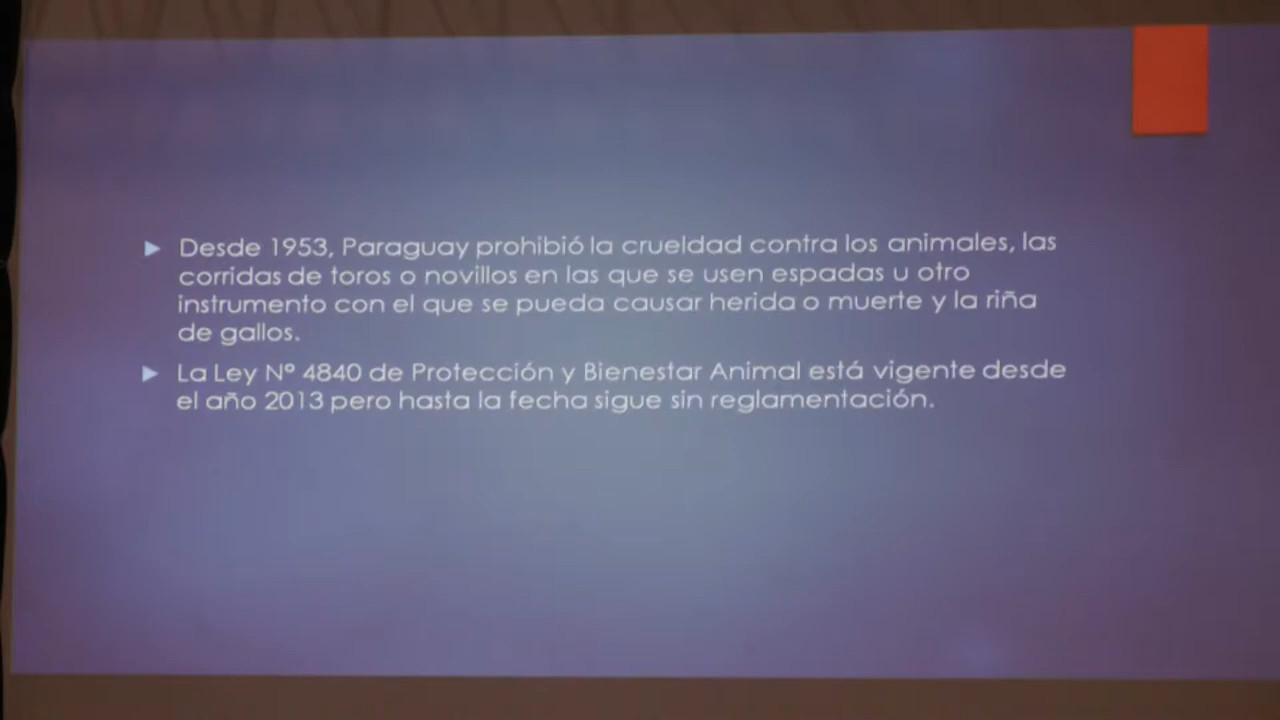 Desde 1953, Paraguay prohibió la crueldad contra los animales, las
corridas de toros o novillos en las que se usen espadas u otro
instrumento con el que se pueda causar herida o muerte y la riña
de gallos.
La Ley Nº 4840 de Protección y Bienestar Animal está vigente desde
el año 2013 pero hasta la fecha sigue sin reglamentación.